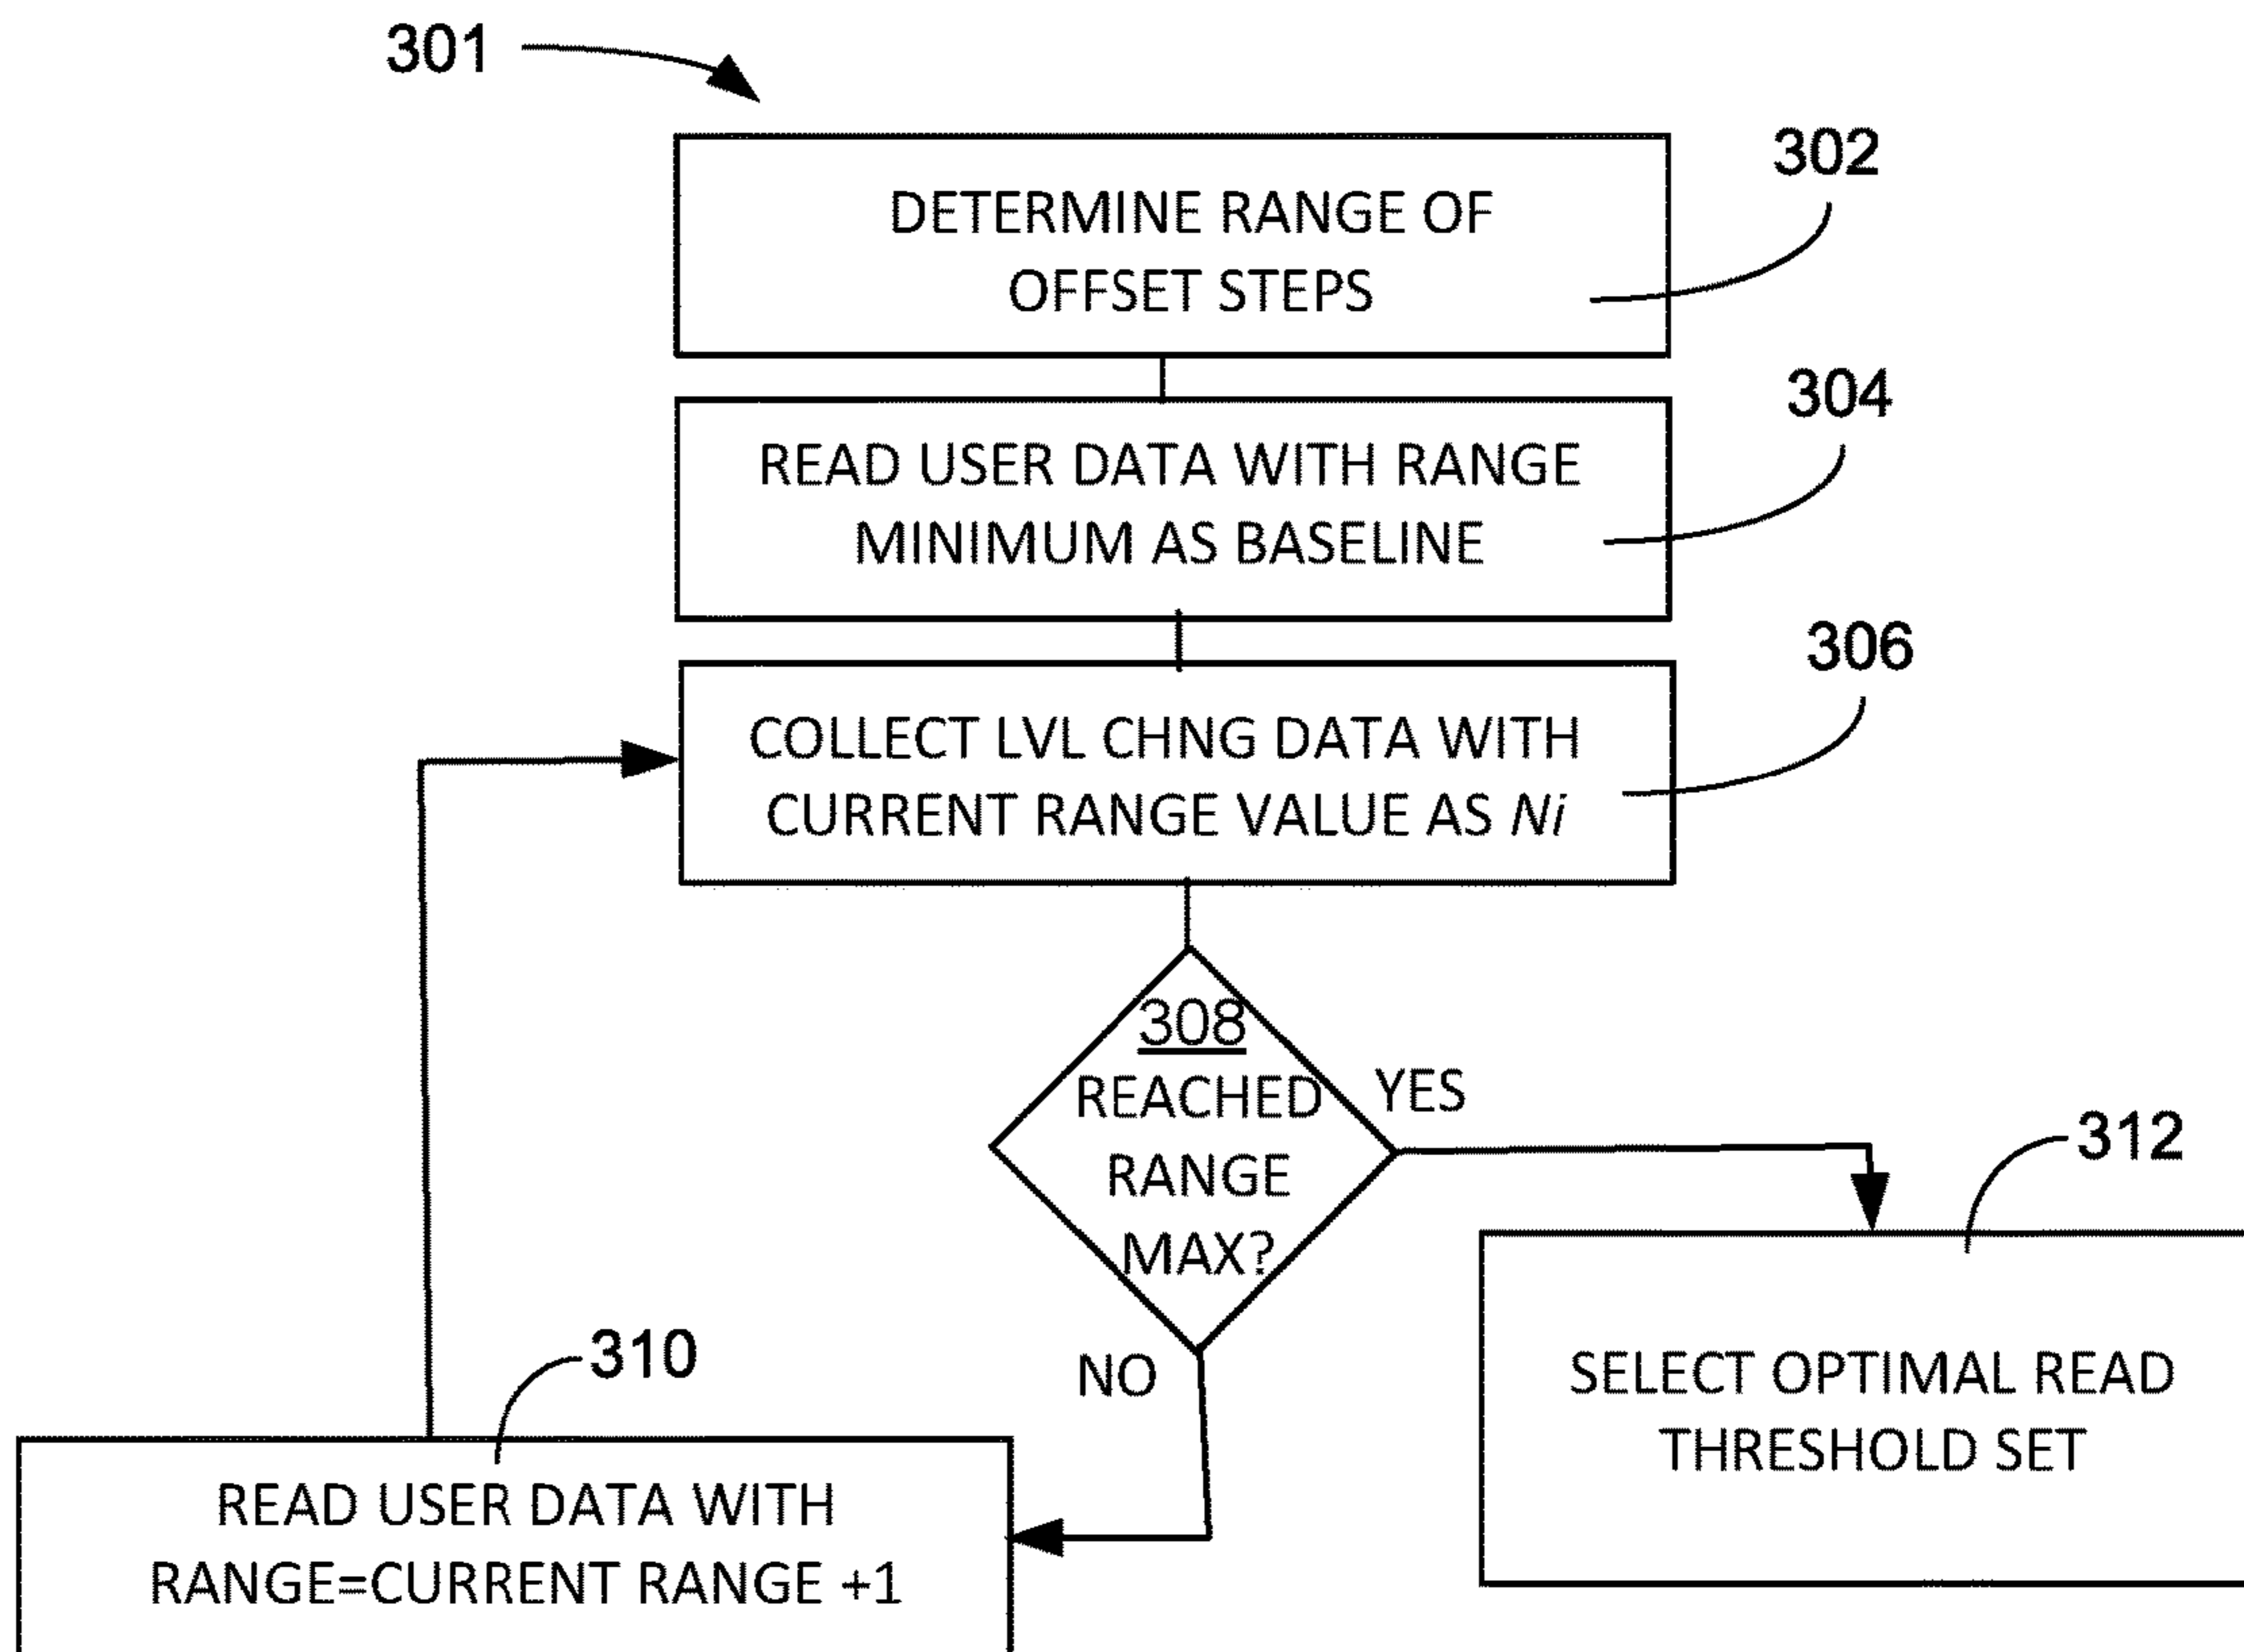 301
302
DETERMINE RANGE OF
OFFSET STEPS
304
READ USER DATA WITH RANGE
MINIMUM AS BASELINE
306
COLLECT LVL CHNG DATA WITH
CURRENT RANGE VALUE AS Ni
308
REACHED
RANGE
MAX?
YES
NO
312
SELECT OPTIMAL READ
THRESHOLD SET
310
READ USER DATA WITH
RANGE=CURRENT RANGE +1